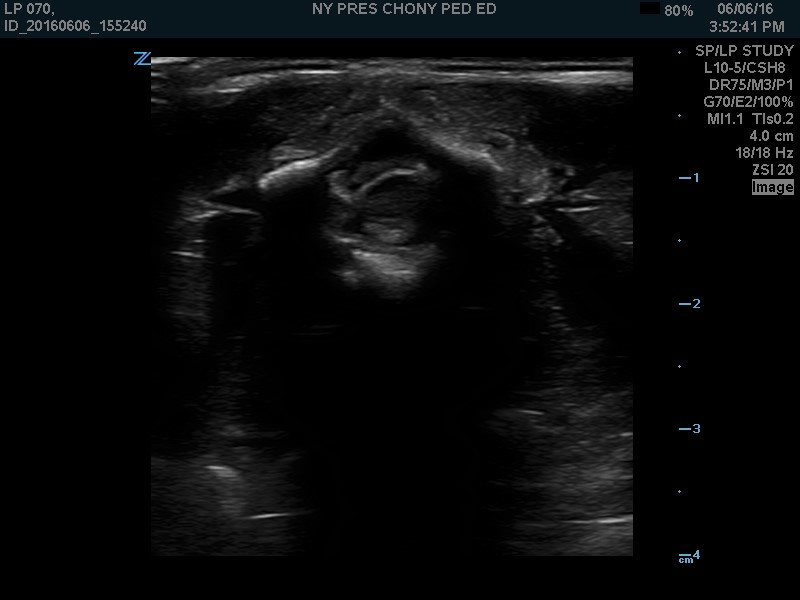 LP 070,
ID_20160606_155240
NY PRES CHONY PED ED
80%
06/06/16
3:52:41 PM
Z
SP/LP STUDY
L10-5/CSH8
DR75/M3/P1
G70/E2/100%
MI1.1 TIs0.2
4.0 cm
18/18 Hz
ZSI 20
Image
1
2
3
4
cm